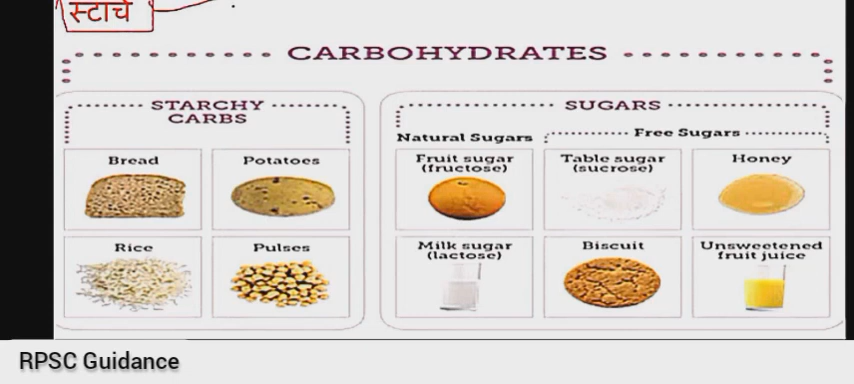 स्टार्च
CARBOHYDRATES
STARCHY
CARBS
Bread
Potatoes
Rice
Pulses
SUGARS
Natural Sugars
Free Sugars
Fruit sugar
(fructose)
Table sugar
(sucrose)
Honey
Milk sugar
(lactose)
Biscuit
Unsweetened
fruit juice
RPSC Guidance